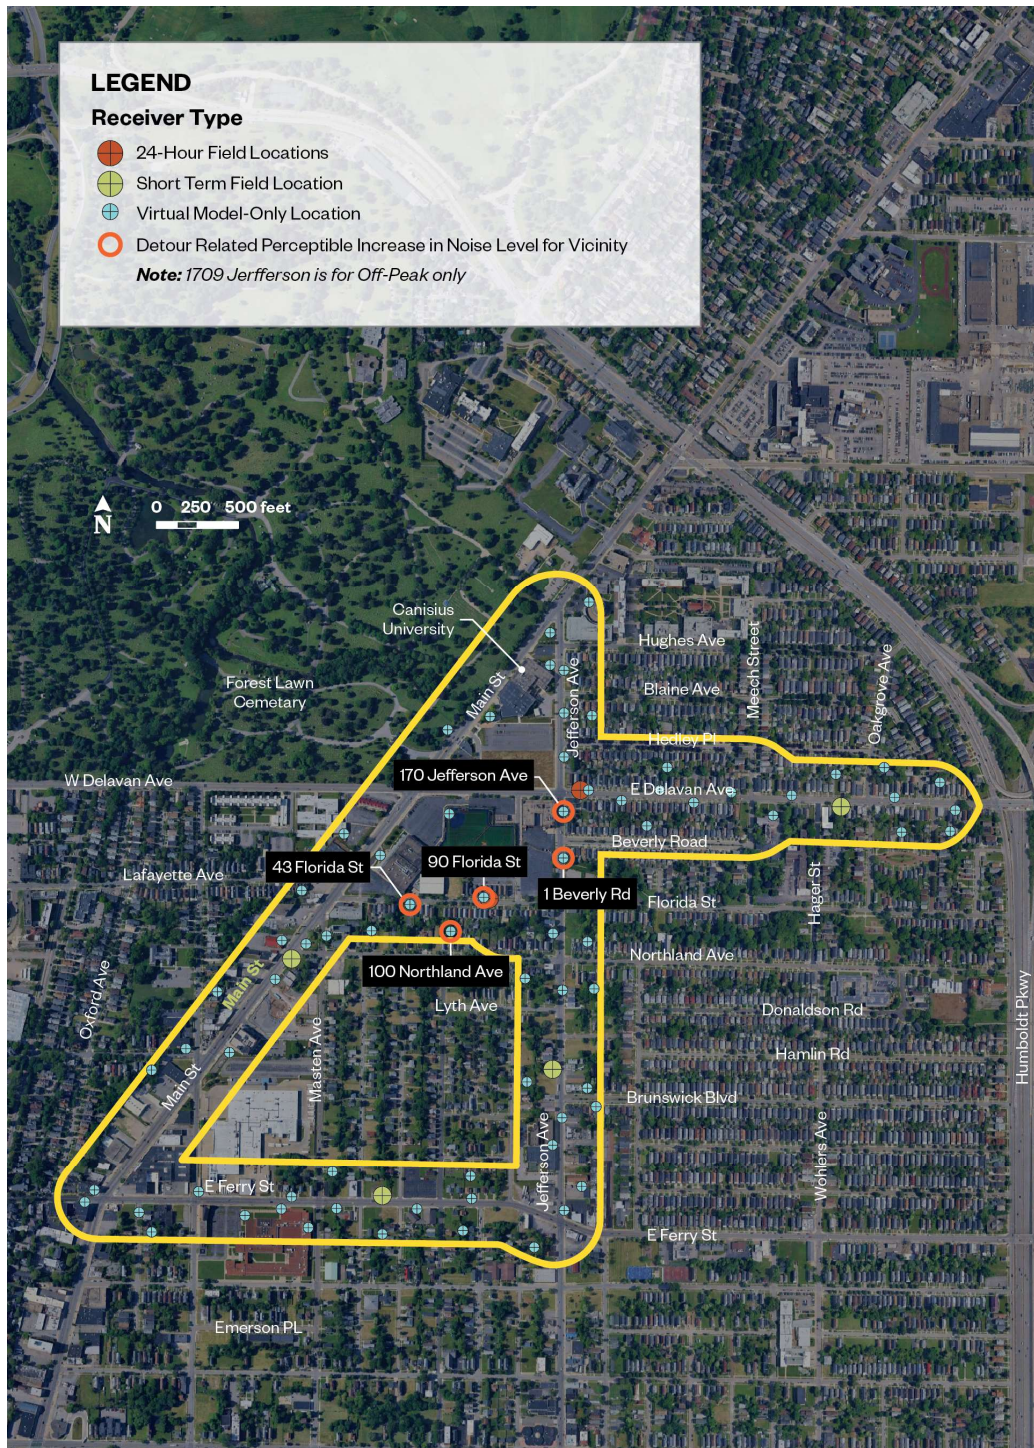 LEGEND
Receiver Type
24-Hour Field Locations
Short Term Field Location
Virtual Model-Only Location
Detour Related Perceptible Increase in Noise Level for Vicinity
Note: 1709 Jerfferson is for Off-Peak only
0 250 500 feet
N
Canisius
University
Hughes Ave
Meech Street
Blaine Ave
Oakgrove Ave
Forest Lawn
Cemetary
Main St
Jefferson Ave
Hedley Pl
W Delavan Ave
170 Jefferson Ave
E Delavan Ave
Beverly Road
43 Florida St
90 Florida St
Lafayette Ave
1 Beverly Rd
Florida St
Hager St
Northland Ave
100 Northland Ave
Main St
Oxford Ave
Lyth Ave
Donaldson Rd
Humboldt Pkwy
Masten Ave
Hamlin Rd
Main St
Brunswick Blvd
Jefferson Ave
Wohlers Ave
E Ferry St
E Ferry St
Emerson PL